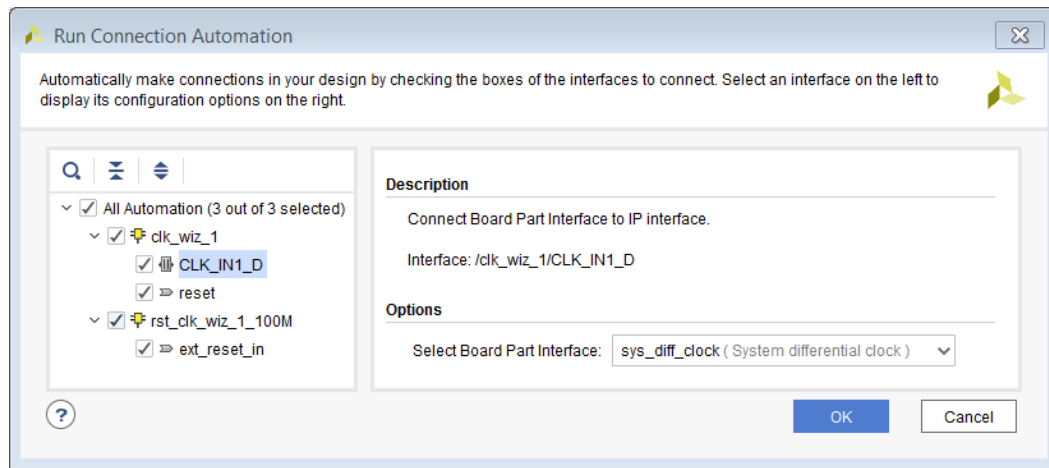 Run Connection Automation
Automatically make connections in your design by checking the boxes of the interfaces to connect. Select an interface on the left to
display its configuration options on the right.
All Automation (3 out of 3 selected)
clk_wiz_1
CLK_IN1_D
reset
rst_clk_wiz_1_100M
ext_reset_in
Description
Connect Board Part Interface to IP interface.
Interface: /clk_wiz_1/CLK_IN1_D
Options
Select Board Part Interface: sys_diff_clock ( System differential clock )
?
OK Cancel